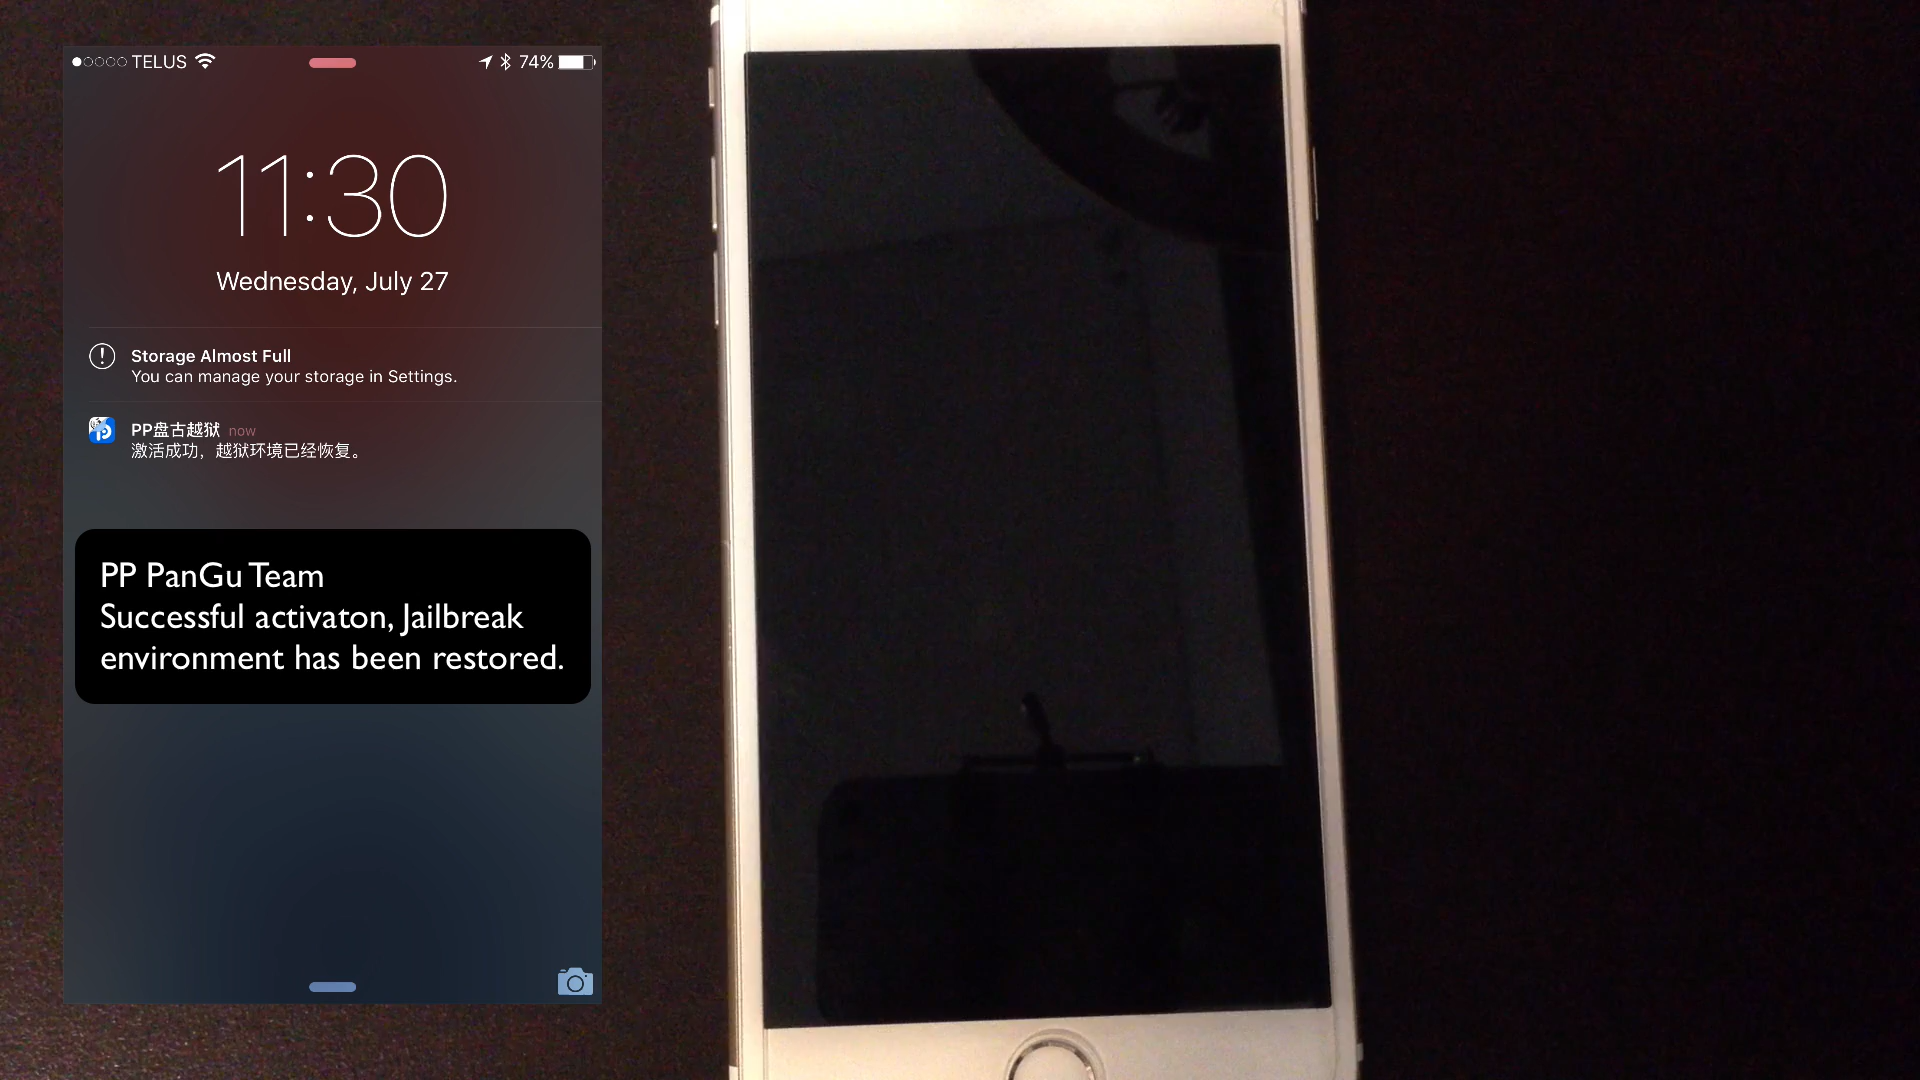 TELUS 74%
11:30
Wednesday, July 27
Storage Almost Full
You can manage your storage in Settings.
PP盘古越狱 now
激活成功，越狱环境已经恢复。
PP PanGu Team
Successful activaton, Jailbreak
environment has been restored.